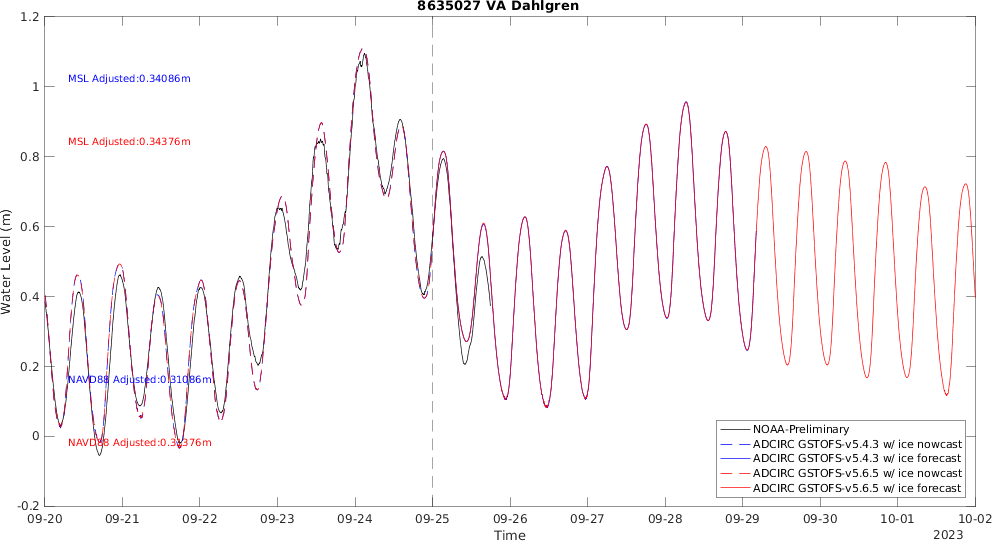 8635027 VA Dahlgren
1.2
1
0.8
0.6
0.4
0.2
0
-0.2
Water Level (m)
MSL Adjusted:0.34086m
MSL Adjusted:0.34376m
NAVD88 Adjusted:0.31086m
NAVD88 Adjusted:0.31376m
NOAA-Preliminary
ADCIRC GSTOFS-v5.4.3 w/ ice nowcast
ADCIRC GSTOFS-v5.4.3 w/ ice forecast
ADCIRC GSTOFS-v5.6.5 w/ ice nowcast
ADCIRC GSTOFS-v5.6.5 w/ ice forecast
09-20 09-21 09-22 09-23 09-24 09-25 09-26 09-27 09-28 09-29 09-30 10-01 10-02
Time
2023